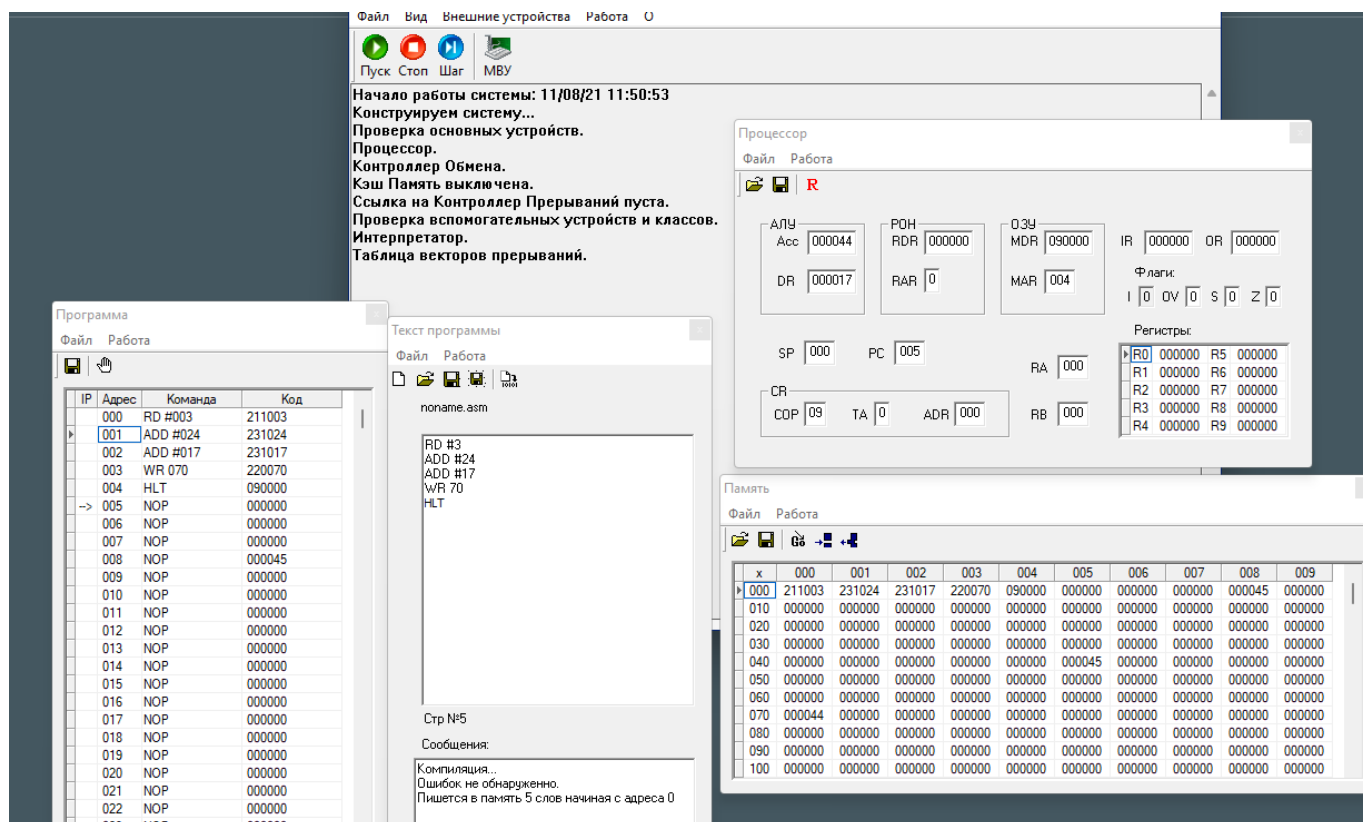 Файл Вид Внешние устройства Работа О
Пуск Стоп Шаг МВУ
Начало работы системы: 11/08/21 11:50:53
Конструируем систему...
Проверка основных устройств.
Процессор.
Контроллер Обмена.
Кэш Память выключена.
Ссылка на Контроллер Прерываний пуста.
Проверка вспомогательных устройств и классов.
Интерпретатор.
Таблица векторов прерываний.
Процессор
Файл Работа
R
АЛУ РОН ОЗУ
Acc 000044 RDR 000000 MDR 090000 IR 000000 OR 000000
DR 000017 RAR 0 MAR 004
Флаги:
I 0 OV 0 S 0 Z 0
Регистры:
SP 000 PC 005 RA 000
CR
COP 09 TA 0 ADR 000 RB 000
R0 000000 R5 000000
R1 000000 R6 000000
R2 000000 R7 000000
R3 000000 R8 000000
R4 000000 R9 000000
Программа
Файл Работа
IP Адрес Команда Код
000 RD #003 211003
001 ADD #024 231024
002 ADD #017 231017
003 WR 070 220070
004 HLT 090000
--> 005 NOP 000000
006 NOP 000000
007 NOP 000000
008 NOP 000045
009 NOP 000000
010 NOP 000000
011 NOP 000000
012 NOP 000000
013 NOP 000000
014 NOP 000000
015 NOP 000000
016 NOP 000000
017 NOP 000000
018 NOP 000000
019 NOP 000000
020 NOP 000000
021 NOP 000000
022 NOP 000000
Текст программы
Файл Работа
noname.asm
RD #3
ADD #24
ADD #17
WR 70
HLT
Стр №5
Сообщения:
Компиляция...
Ошибок не обнаруженно.
Пишется в память 5 слов начиная с адреса 0
Память
Файл Работа
x 000 001 002 003 004 005 006 007 008 009
000 211003 231024 231017 220070 090000 000000 000000 000000 000045 000000
010 000000 000000 000000 000000 000000 000000 000000 000000 000000 000000
020 000000 000000 000000 000000 000000 000000 000000 000000 000000 000000
030 000000 000000 000000 000000 000000 000000 000000 000000 000000 000000
040 000000 000000 000000 000000 000000 000045 000000 000000 000000 000000
050 000000 000000 000000 000000 000000 000000 000000 000000 000000 000000
060 000000 000000 000000 000000 000000 000000 000000 000000 000000 000000
070 000044 000000 000000 000000 000000 000000 000000 000000 000000 000000
080 000000 000000 000000 000000 000000 000000 000000 000000 000000 000000
090 000000 000000 000000 000000 000000 000000 000000 000000 000000 000000
100 000000 000000 000000 000000 000000 000000 000000 000000 000000 000000